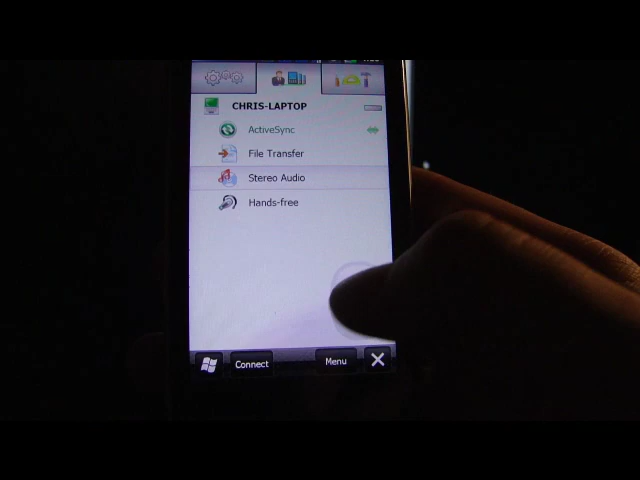 CHRIS-LAPTOP
ActiveSync
File Transfer
Stereo Audio
Hands-free
Connect
Menu